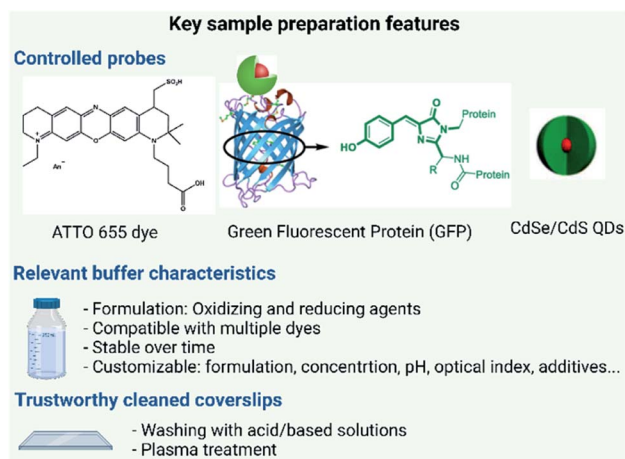 Key sample preparation features
Controlled probes
SO₃H
N
N⁺
O
N
An⁻
OH
O
O
Protein
N
HO
N
NH
R
Protein
O
ATTO 655 dye
Green Fluorescent Protein (GFP)
CdSe/CdS QDs
Relevant buffer characteristics
- Formulation: Oxidizing and reducing agents
- Compatible with multiple dyes
- Stable over time
- Customizable: formulation, concentrtion, pH, optical index, additives...
Trustworthy cleaned coverslips
- Washing with acid/based solutions
- Plasma treatment